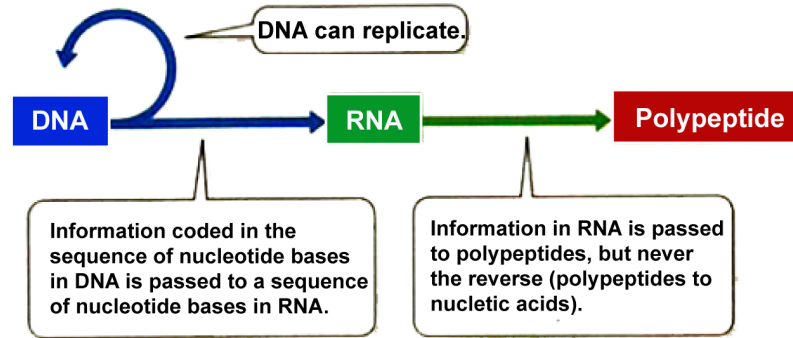 DNA can replicate.
DNA
RNA
Polypeptide
Information coded in the
sequence of nucleotide bases
in DNA is passed to a sequence
of nucleotide bases in RNA.
Information in RNA is passed
to polypeptides, but never
the reverse (polypeptides to
nucletic acids).